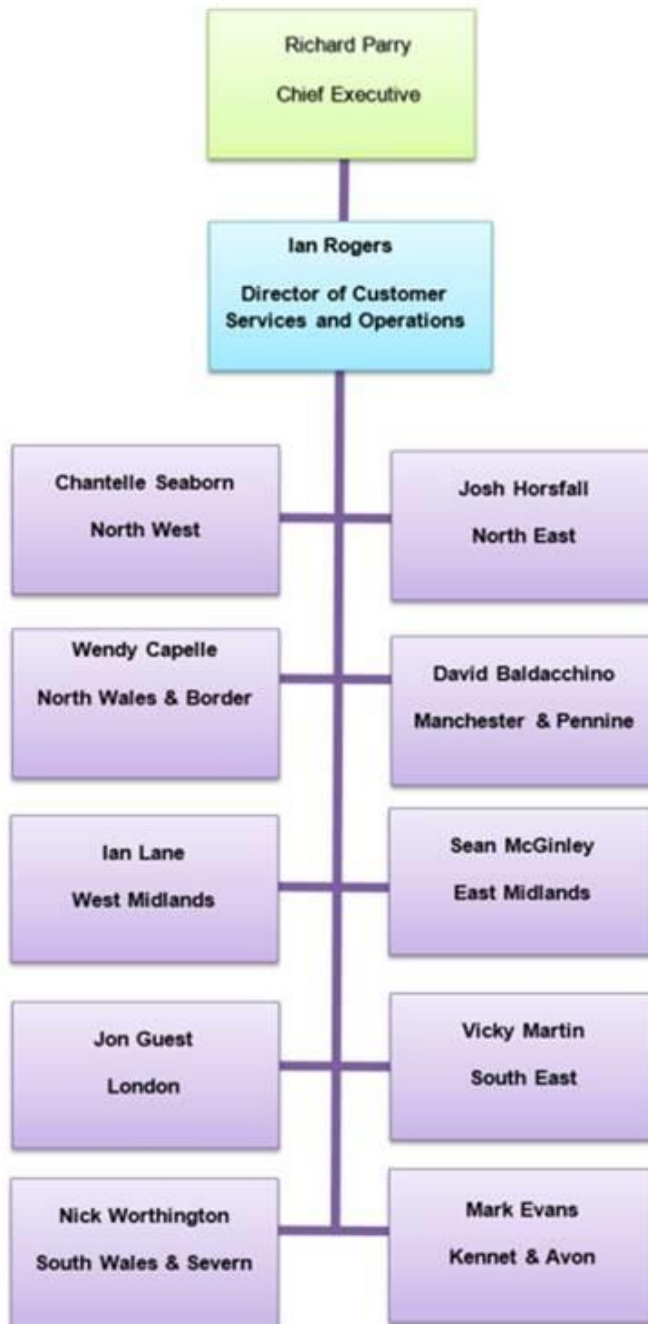 Richard Parry
Chief Executive
Ian Rogers
Director of Customer
Services and Operations
Chantelle Seaborn
North West
Josh Horsfall
North East
Wendy Capelle
North Wales & Border
David Baldacchino
Manchester & Pennine
Ian Lane
West Midlands
Sean McGinley
East Midlands
Jon Guest
London
Vicky Martin
South East
Nick Worthington
South Wales & Severn
Mark Evans
Kennet & Avon